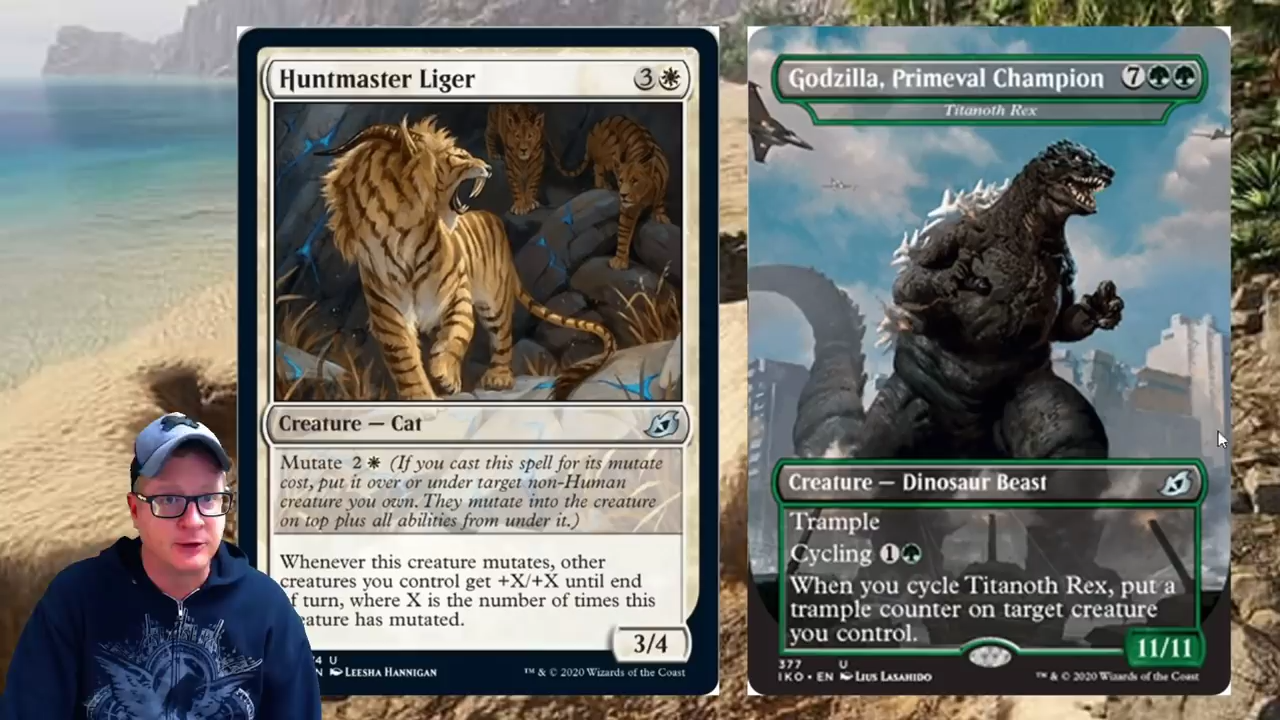 Huntmaster Liger 3
Creature — Cat
Mutate 2 (If you cast this spell for its mutate
cost, put it over or under target non-Human
creature you own. They mutate into the creature
on top plus all abilities from under it.)
Whenever this creature mutates, other
creatures you control get +X/+X until end
of turn, where X is the number of times this
creature has mutated.
3/4
4 U
N LEESHA HANNIGAN ™ & © 2020 Wizards of the Coast
Godzilla, Primeval Champion 7
Titanoth Rex
Creature — Dinosaur Beast
Trample
Cycling 1
When you cycle Titanoth Rex, put a
trample counter on target creature
you control.
11/11
377 U
IKO • EN LIUS LASAHIDO ™ & © 2020 Wizards of the Coast